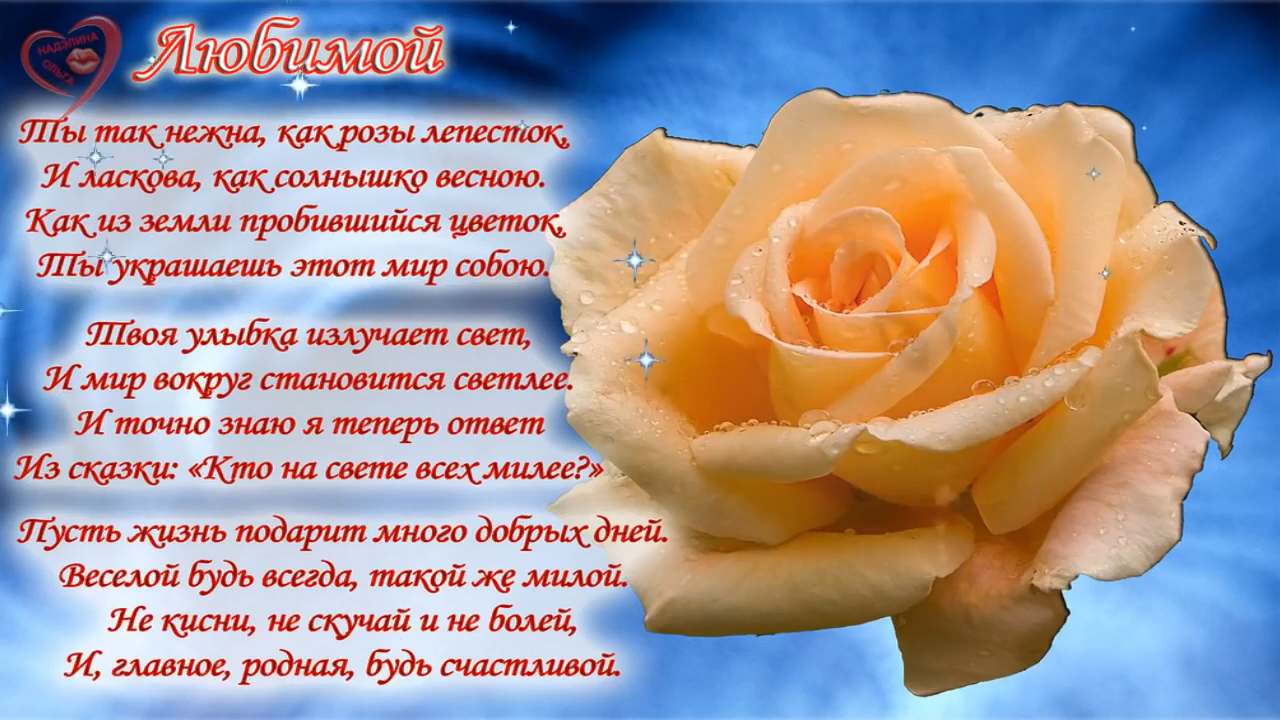 НАДЭЛИНА
ОЛЬГА
Любимой
Ты так нежна, как розы лепесток,
И ласкова, как солнышко весною.
Как из земли пробившийся цветок,
Ты украшаешь этот мир собою.
Твоя улыбка излучает свет,
И мир вокруг становится светлее.
И точно знаю я теперь ответ
Из сказки: «Кто на свете всех милее?»
Пусть жизнь подарит много добрых дней.
Веселой будь всегда, такой же милой.
Не кисни, не скучай и не болей,
И, главное, родная, будь счастливой.